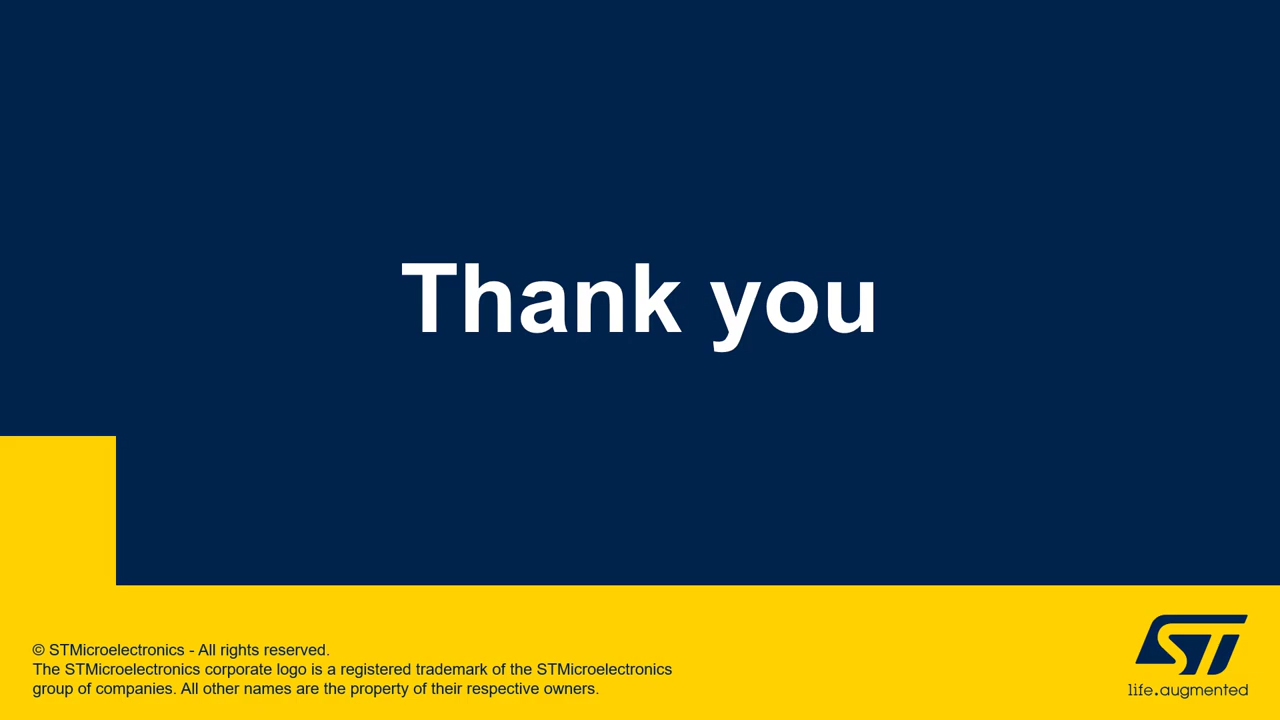 Thank you
© STMicroelectronics - All rights reserved.
The STMicroelectronics corporate logo is a registered trademark of the STMicroelectronics
group of companies. All other names are the property of their respective owners.
ST
life.augmented